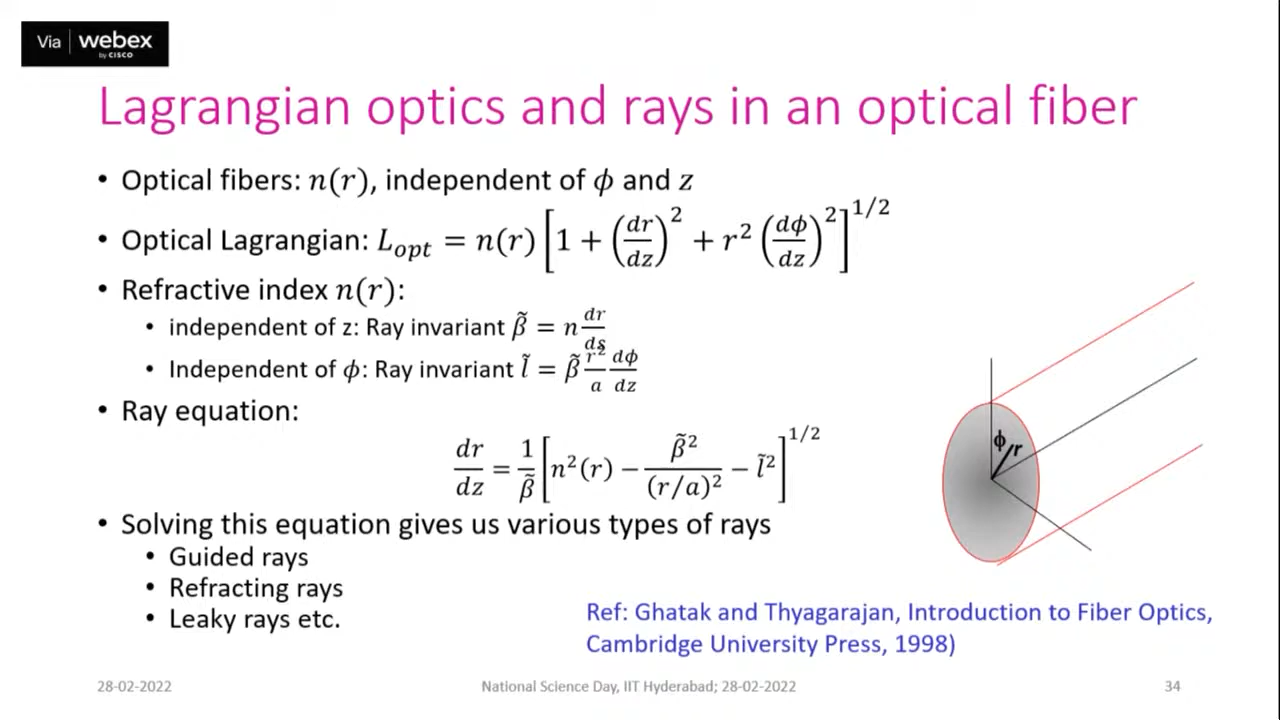 Via | webex
by CISCO
Lagrangian optics and rays in an optical fiber
• Optical fibers: n(r), independent of ϕ and z
• Optical Lagrangian: L_opt = n(r) [1 + (dr/dz)^2 + r^2 (dϕ/dz)^2]^{1/2}
• Refractive index n(r):
• independent of z: Ray invariant β̃ = n dr/ds
• Independent of ϕ: Ray invariant l̃ = β̃ r^2/a dϕ/dz
• Ray equation:
dr/dz = 1/β̃ [n^2(r) − β̃^2/(r/a)^2 − l̃^2]^{1/2}
ϕ
r
• Solving this equation gives us various types of rays
• Guided rays
• Refracting rays
• Leaky rays etc.
Ref: Ghatak and Thyagarajan, Introduction to Fiber Optics,
Cambridge University Press, 1998)
28-02-2022
National Science Day, IIT Hyderabad; 28-02-2022
34